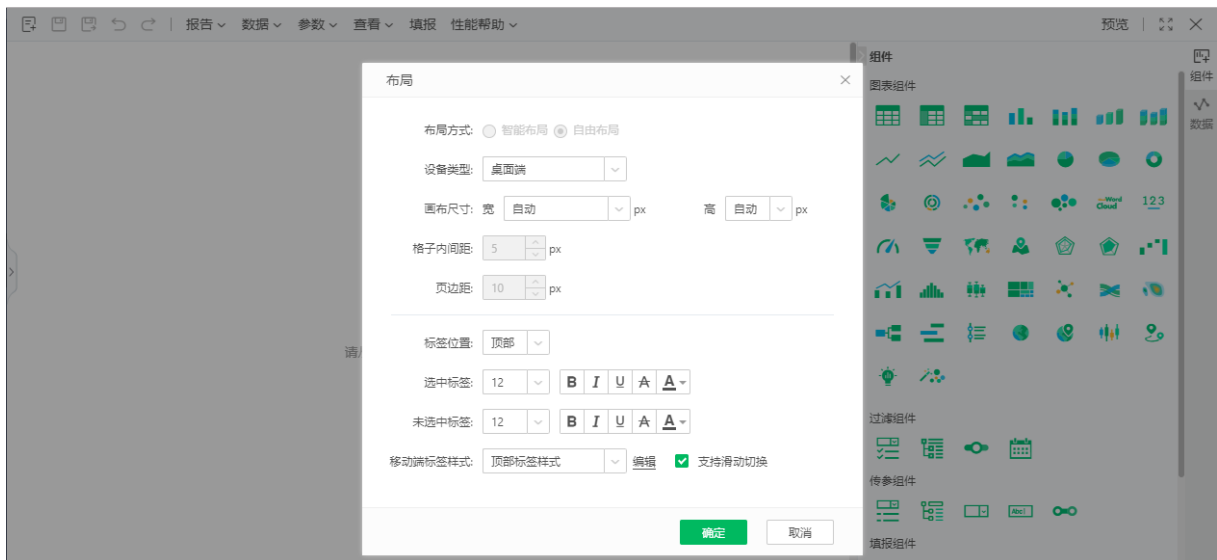 报告 数据 参数 查看 填报 性能帮助 预览
组件
组件
图表组件
数据
布局
布局方式: 智能布局 自由布局
设备类型: 桌面端
画布尺寸: 宽 自动 px 高 自动 px
格子内间距: 5 px
页边距: 10 px
请
标签位置: 顶部
选中标签: 12 B I U A A
未选中标签: 12 B I U A A
移动端标签样式: 顶部标签样式 编辑 支持滑动切换
确定 取消
Word
Cloud
123
过滤组件
传参组件
Abc
填报组件